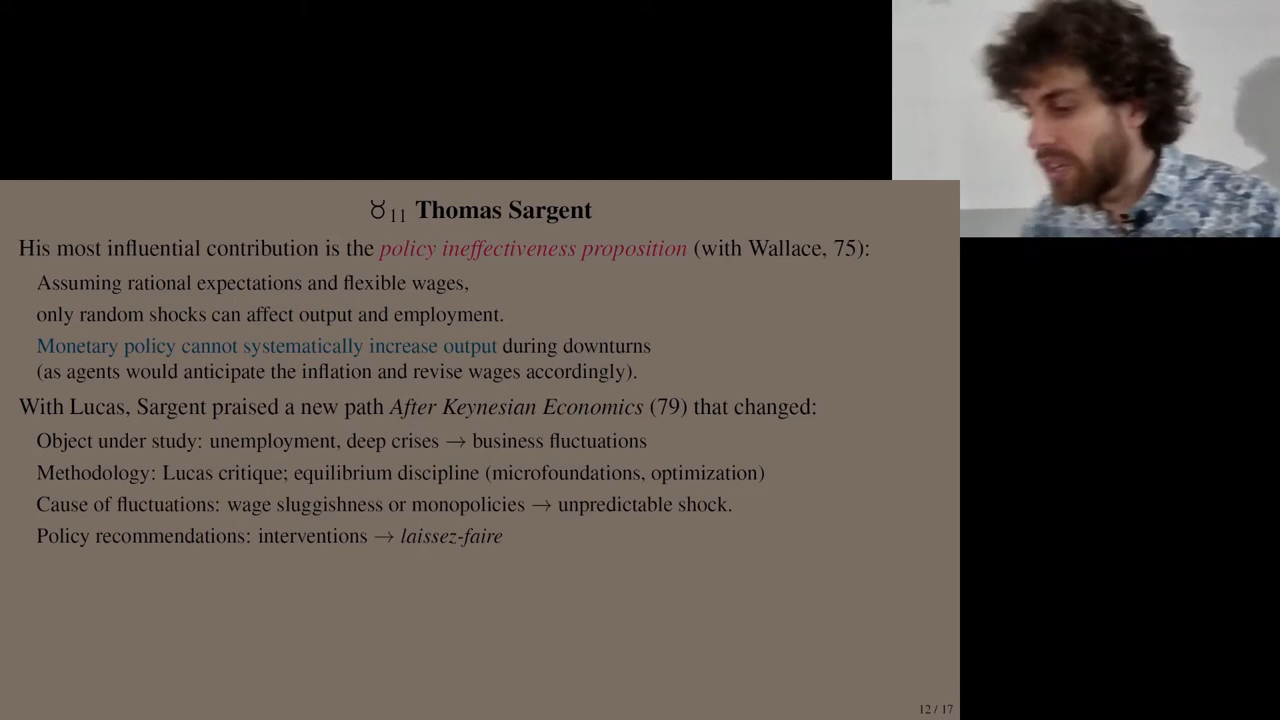 ♉11 Thomas Sargent
His most influential contribution is the policy ineffectiveness proposition (with Wallace, 75):
Assuming rational expectations and flexible wages,
only random shocks can affect output and employment.
Monetary policy cannot systematically increase output during downturns
(as agents would anticipate the inflation and revise wages accordingly).
With Lucas, Sargent praised a new path After Keynesian Economics (79) that changed:
Object under study: unemployment, deep crises → business fluctuations
Methodology: Lucas critique; equilibrium discipline (microfoundations, optimization)
Cause of fluctuations: wage sluggishness or monopolicies → unpredictable shock.
Policy recommendations: interventions → laissez-faire
12 / 17